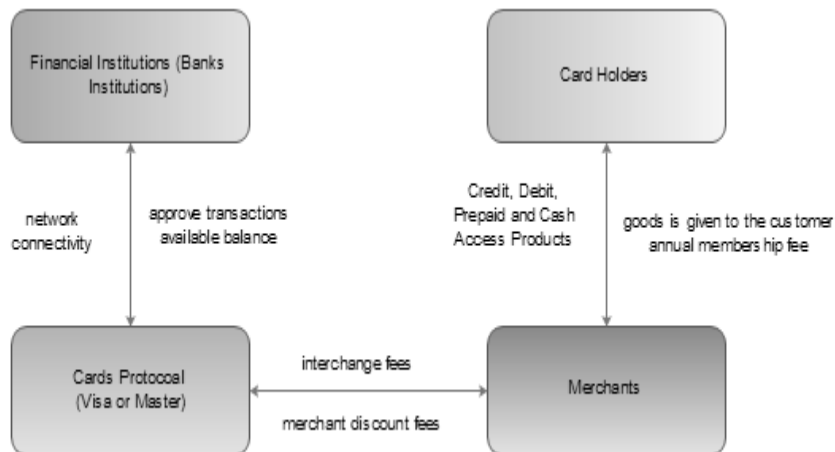 Financial Institutions (Banks
Institutions)
Card Holders
network
connectivity
approve transactions
available balance
Credit, Debit,
Prepaid and Cash
Access Products
goods is given to the customer
annual members hip fee
Cards Protocoal
(Visa or Master)
interchange fees
merchant discount fees
Merchants